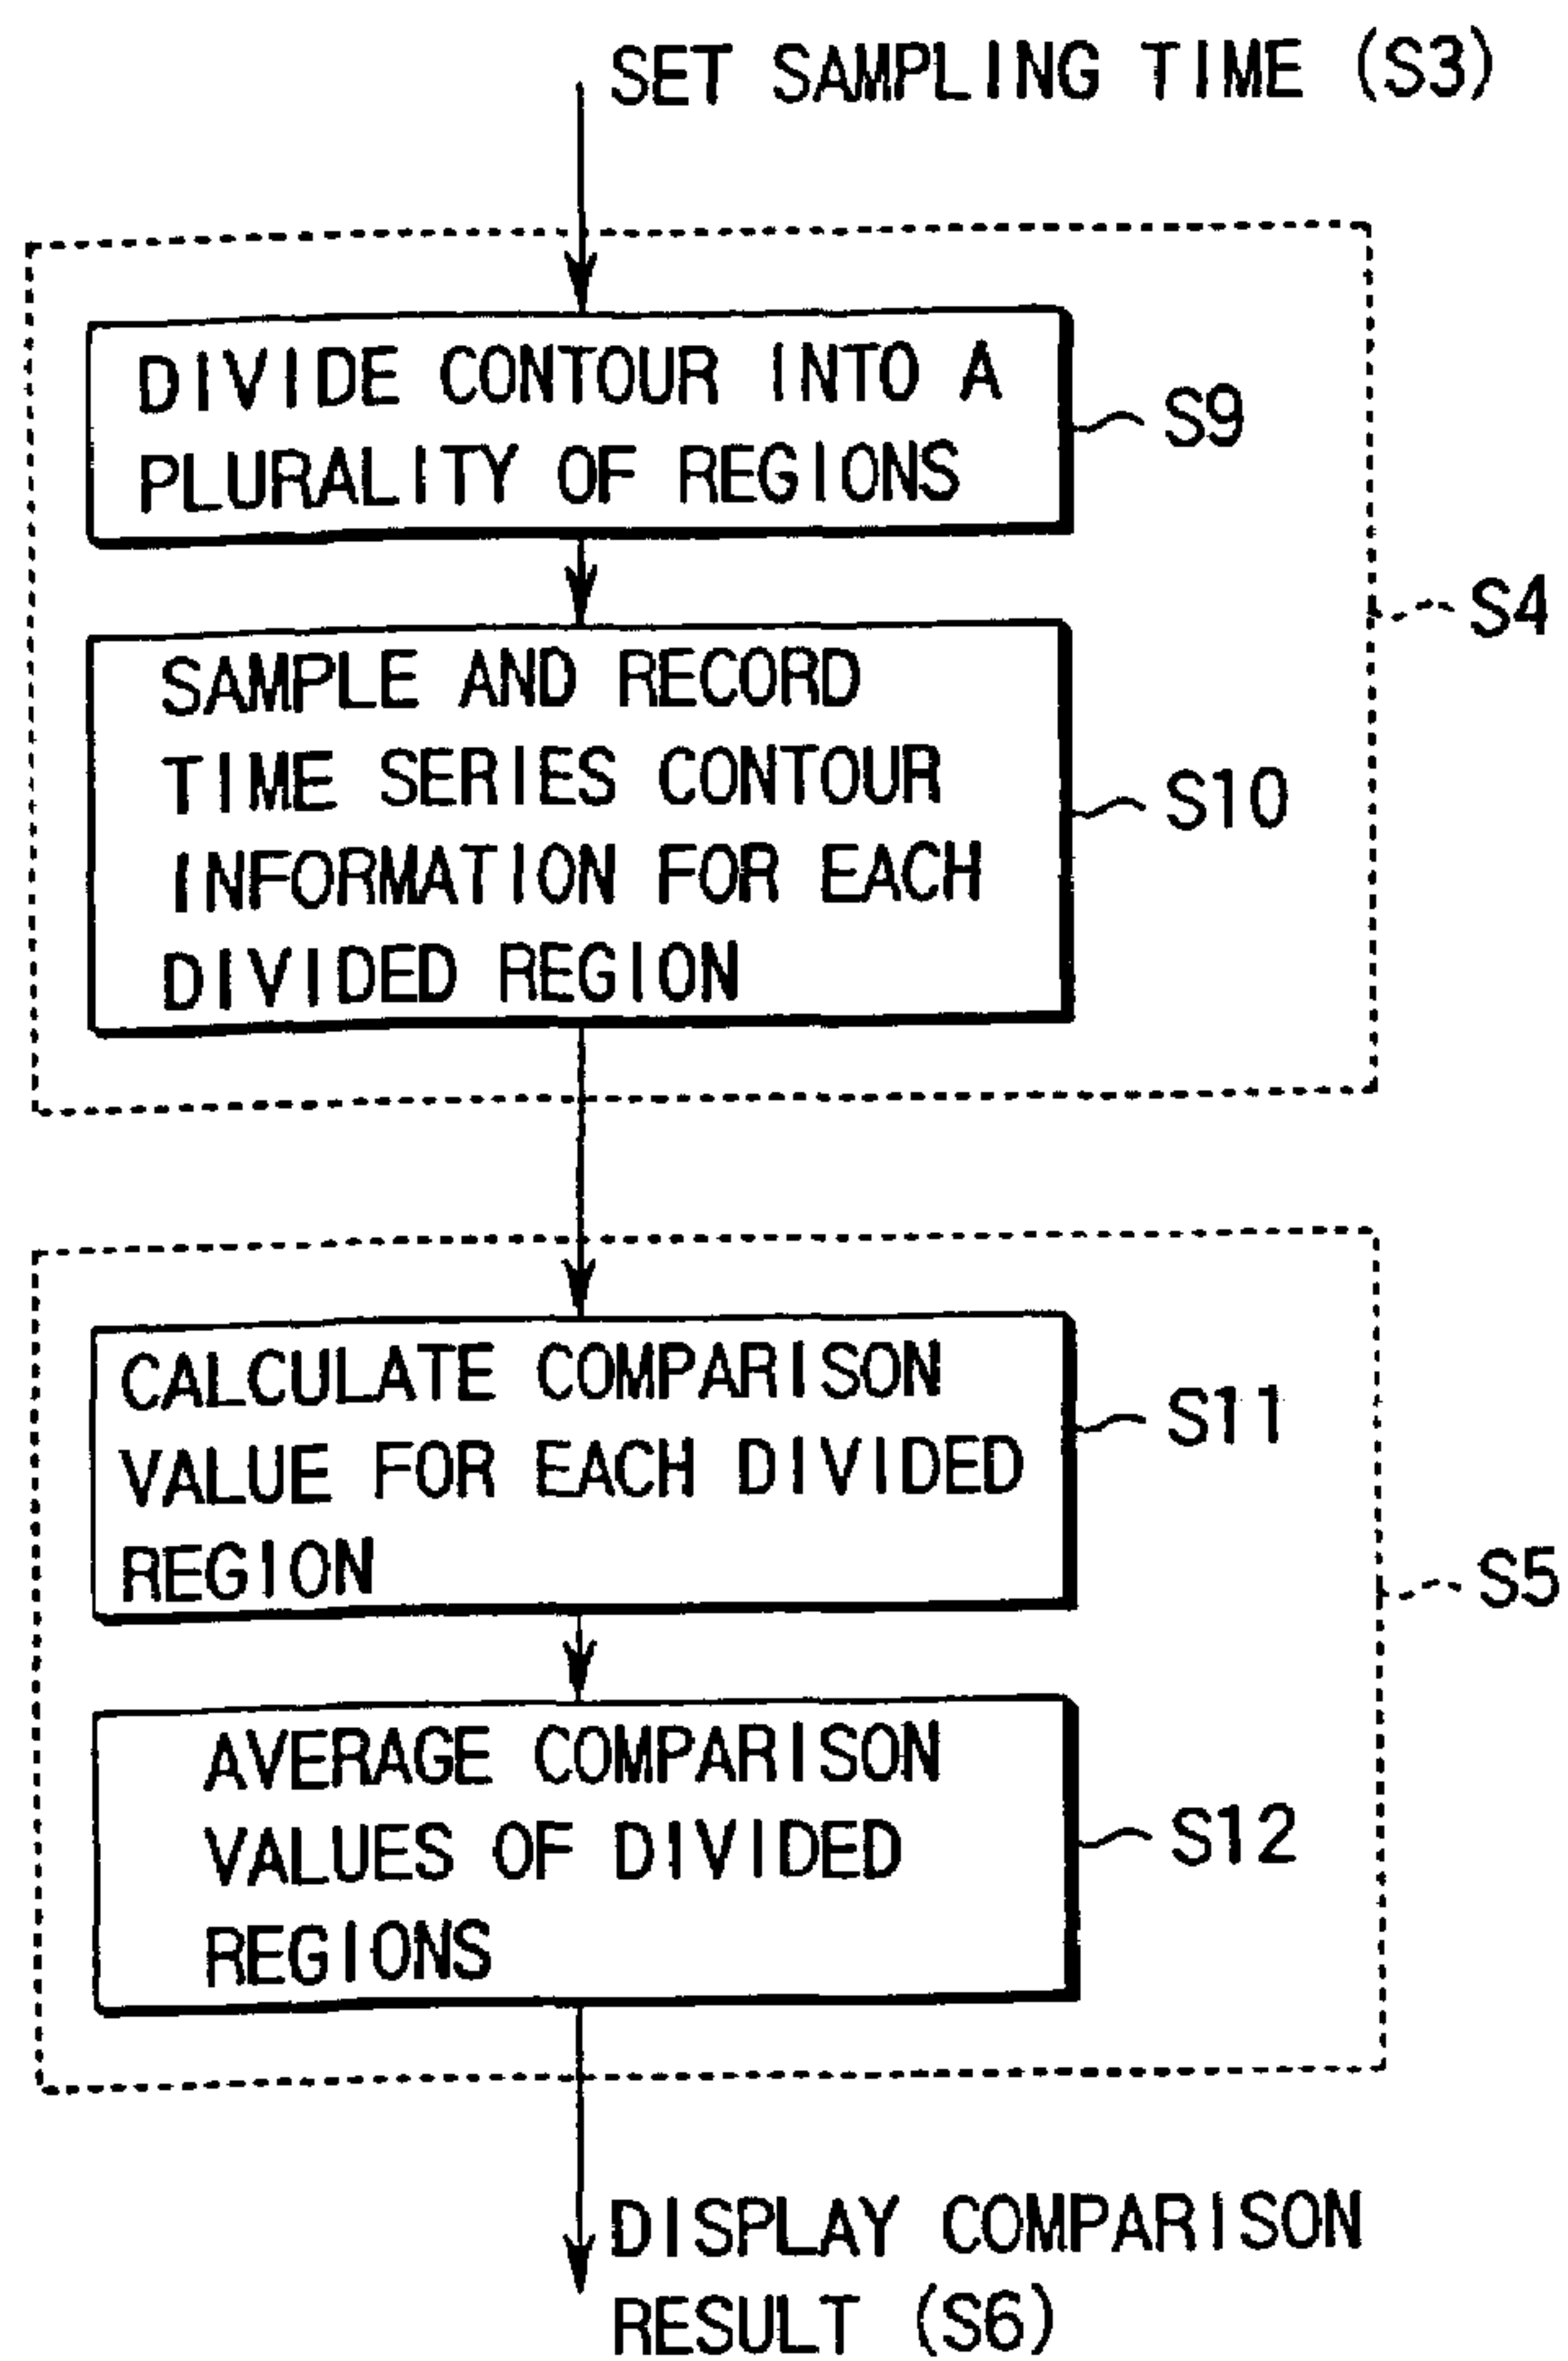 SET SAMPLING TIME (S3)
DIVIDE CONTOUR INTO A
PLURALITY OF REGIONS
S9
S4
SAMPLE AND RECORD
TIME SERIES CONTOUR
INFORMATION FOR EACH
DIVIDED REGION
S10
CALCULATE COMPARISON
VALUE FOR EACH DIVIDED
REGION
S11
S5
AVERAGE COMPARISON
VALUES OF DIVIDED
REGIONS
S12
DISPLAY COMPARISON
RESULT (S6)